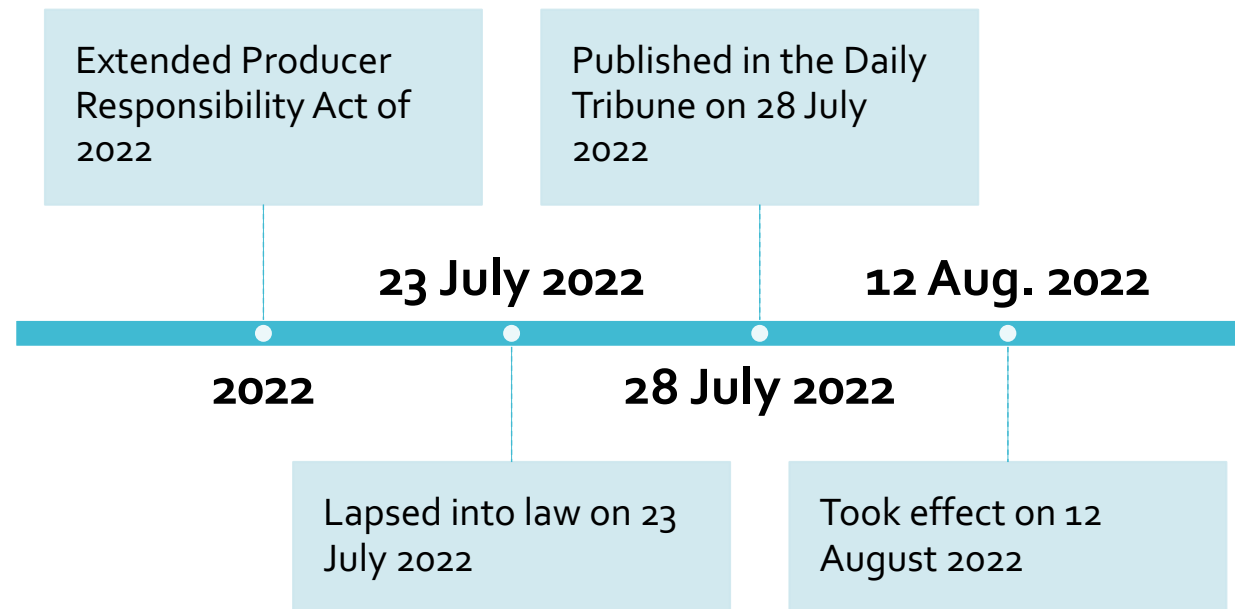 Extended Producer
Responsibility Act of
2022
Published in the Daily
Tribune on 28 July
2022
23 July 2022
12 Aug. 2022
2022
28 July 2022
Lapsed into law on 23
July 2022
Took effect on 12
August 2022